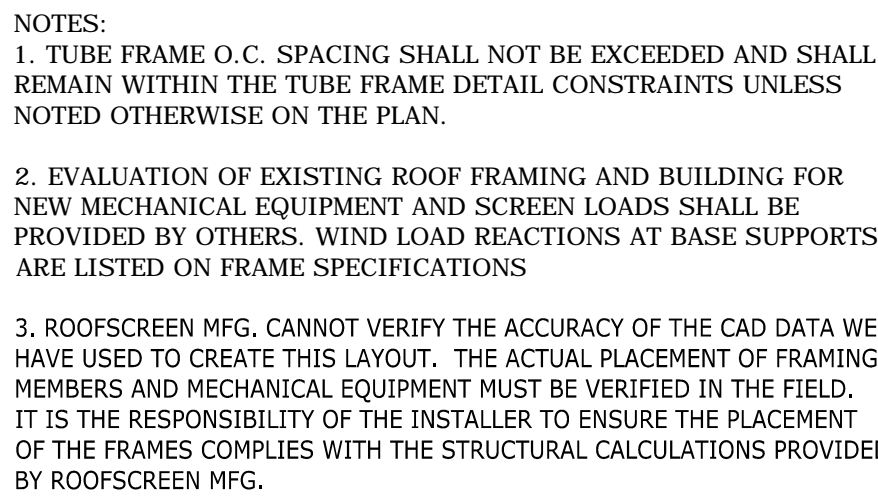 NOTES:
1. TUBE FRAME O.C. SPACING SHALL NOT BE EXCEEDED AND SHALL
REMAIN WITHIN THE TUBE FRAME DETAIL CONSTRAINTS UNLESS
NOTED OTHERWISE ON THE PLAN.
2. EVALUATION OF EXISTING ROOF FRAMING AND BUILDING FOR
NEW MECHANICAL EQUIPMENT AND SCREEN LOADS SHALL BE
PROVIDED BY OTHERS. WIND LOAD REACTIONS AT BASE SUPPORTS
ARE LISTED ON FRAME SPECIFICATIONS
3. ROOFSCREEN MFG. CANNOT VERIFY THE ACCURACY OF THE CAD DATA WE
HAVE USED TO CREATE THIS LAYOUT. THE ACTUAL PLACEMENT OF FRAMING
MEMBERS AND MECHANICAL EQUIPMENT MUST BE VERIFIED IN THE FIELD.
IT IS THE RESPONSIBILITY OF THE INSTALLER TO ENSURE THE PLACEMENT
OF THE FRAMES COMPLIES WITH THE STRUCTURAL CALCULATIONS PROVIDED
BY ROOFSCREEN MFG.